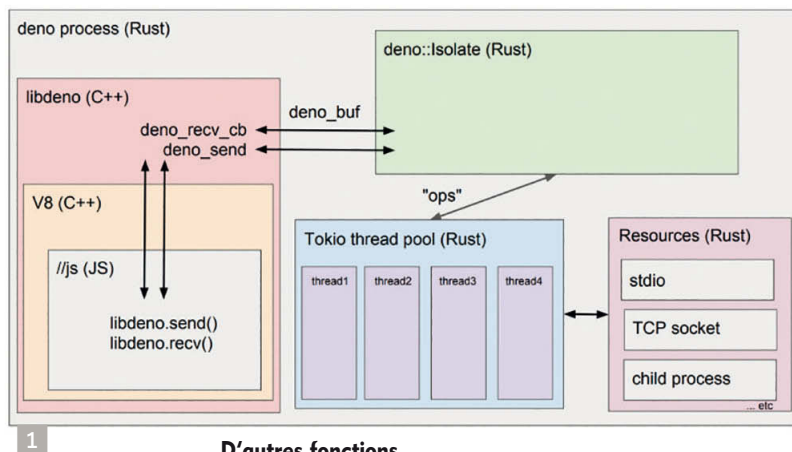 deno process (Rust)
deno::Isolate (Rust)
libdeno (C++)
deno_buf
deno_recv_cb
deno_send
V8 (C++)
"ops"
//js (JS)
libdeno.send()
libdeno.recv()
Tokio thread pool (Rust)
thread1
thread2
thread3
thread4
Resources (Rust)
stdio
TCP socket
child process
... etc
1
D'autres fonctions